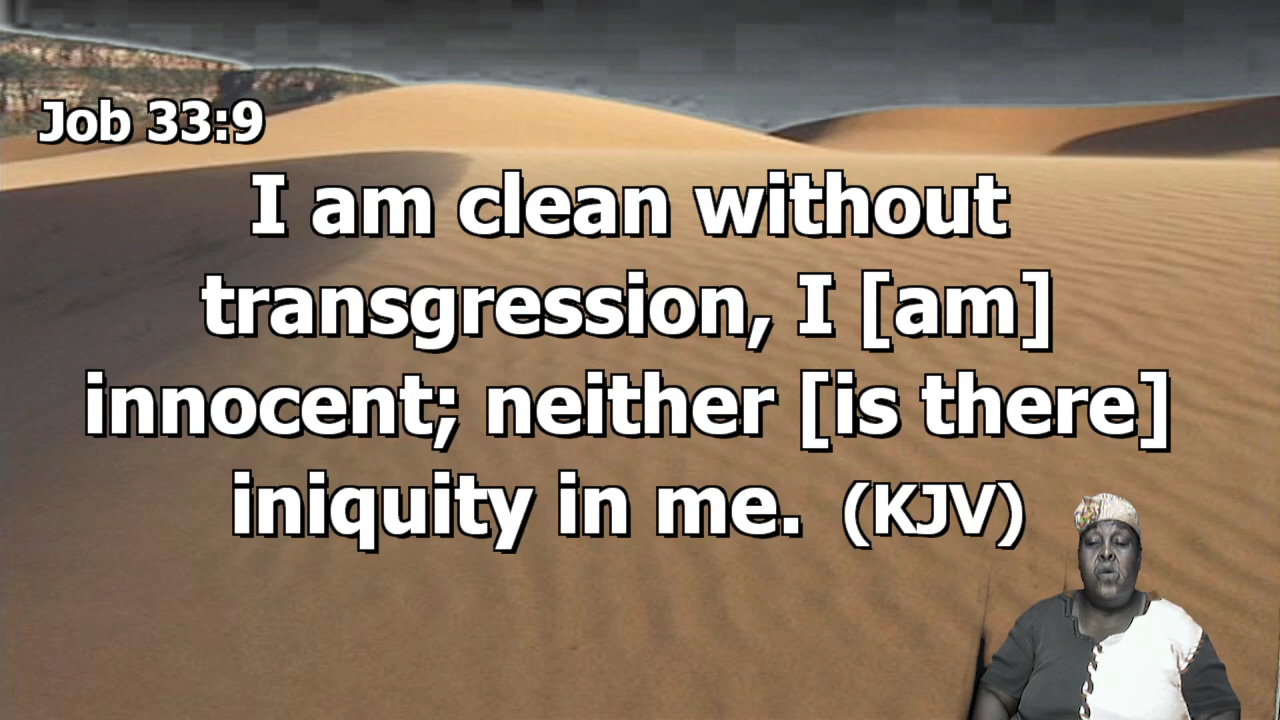 Job 33:9
I am clean without
transgression, I [am]
innocent; neither [is there]
iniquity in me. (KJV)